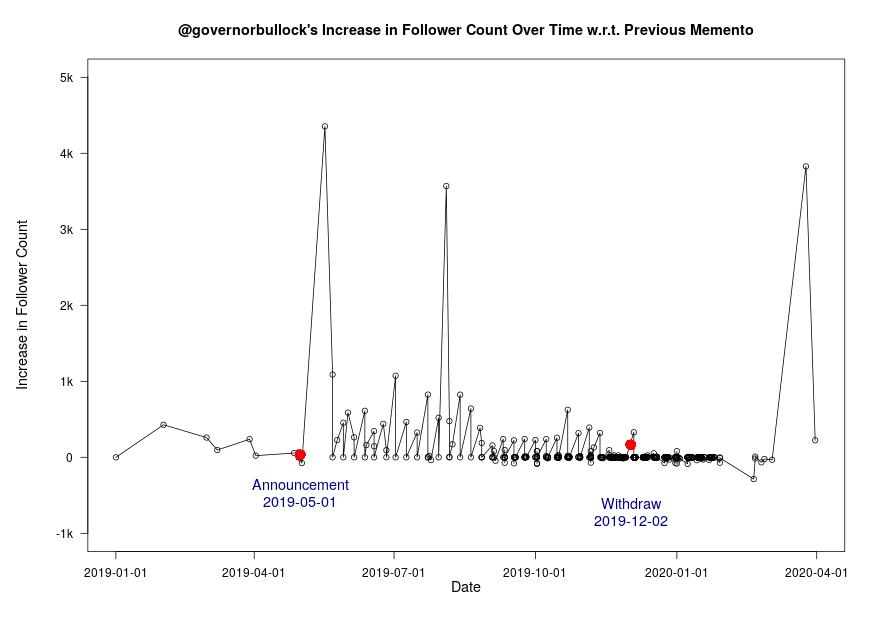 @governorbullock's Increase in Follower Count Over Time w.r.t. Previous Memento
5k
4k
3k
2k
1k
0
-1k
Increase in Follower Count
Announcement
2019-05-01
Withdraw
2019-12-02
2019-01-01 2019-04-01 2019-07-01 2019-10-01 2020-01-01 2020-04-01
Date